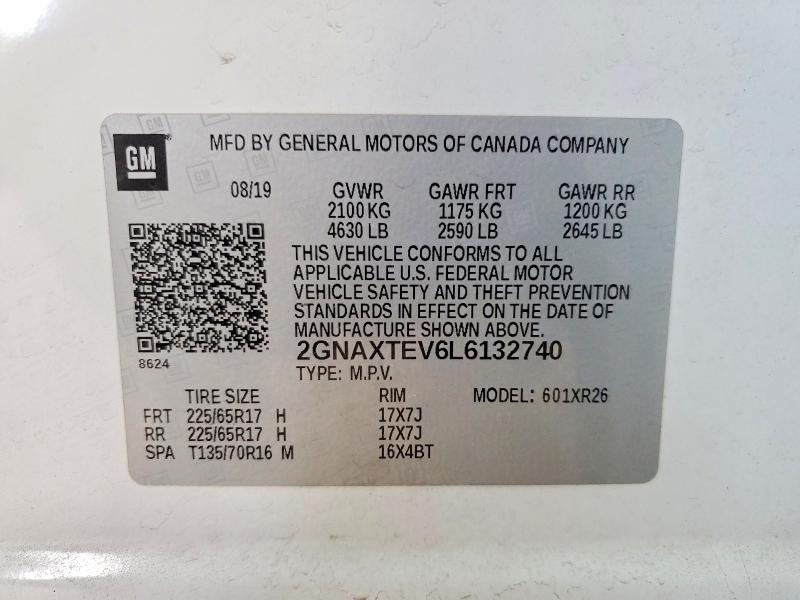 GM
MFD BY GENERAL MOTORS OF CANADA COMPANY
08/19 GVWR GAWR FRT GAWR RR
2100 KG 1175 KG 1200 KG
4630 LB 2590 LB 2645 LB
THIS VEHICLE CONFORMS TO ALL
APPLICABLE U.S. FEDERAL MOTOR
VEHICLE SAFETY AND THEFT PREVENTION
STANDARDS IN EFFECT ON THE DATE OF
MANUFACTURE SHOWN ABOVE.
8624
2GNAXTEV6L6132740
TYPE: M.P.V.
TIRE SIZE RIM MODEL: 601XR26
FRT 225/65R17 H 17X7J
RR 225/65R17 H 17X7J
SPA T135/70R16 M 16X4BT